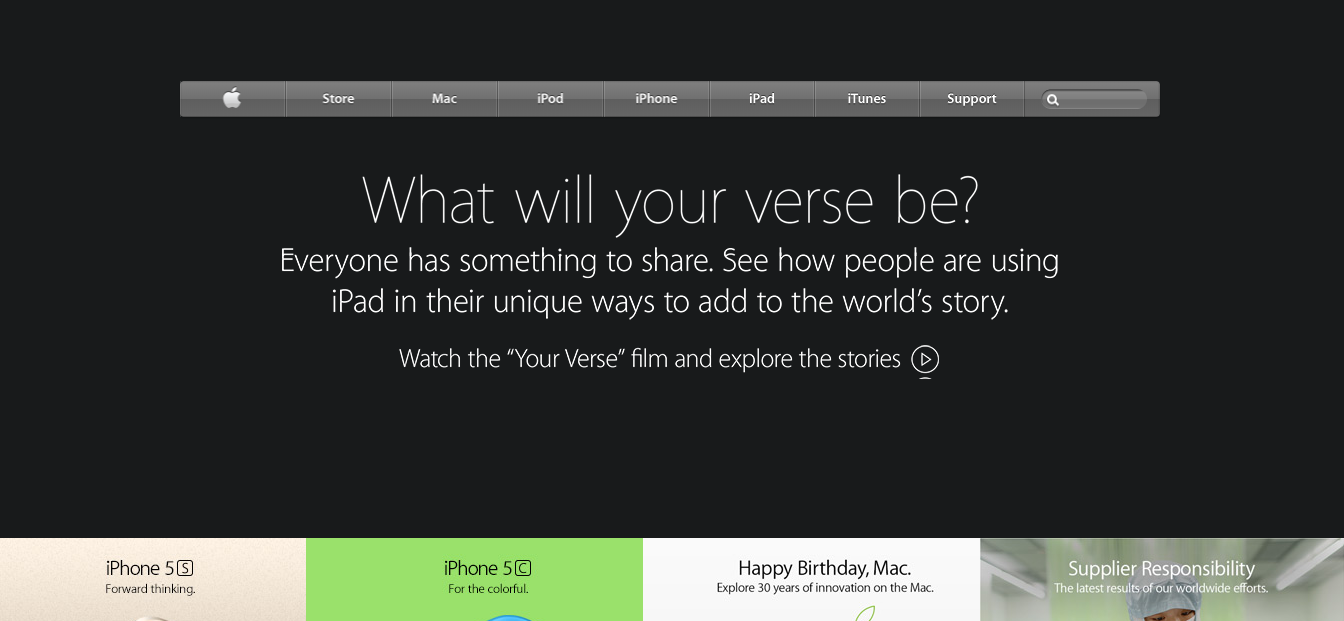 Store Mac iPod iPhone iPad iTunes Support
What will your verse be?
Everyone has something to share. See how people are using
iPad in their unique ways to add to the world’s story.
Watch the “Your Verse” film and explore the stories
iPhone 5S
Forward thinking.
iPhone 5C
For the colorful.
Happy Birthday, Mac.
Explore 30 years of innovation on the Mac.
Supplier Responsibility
The latest results of our worldwide efforts.